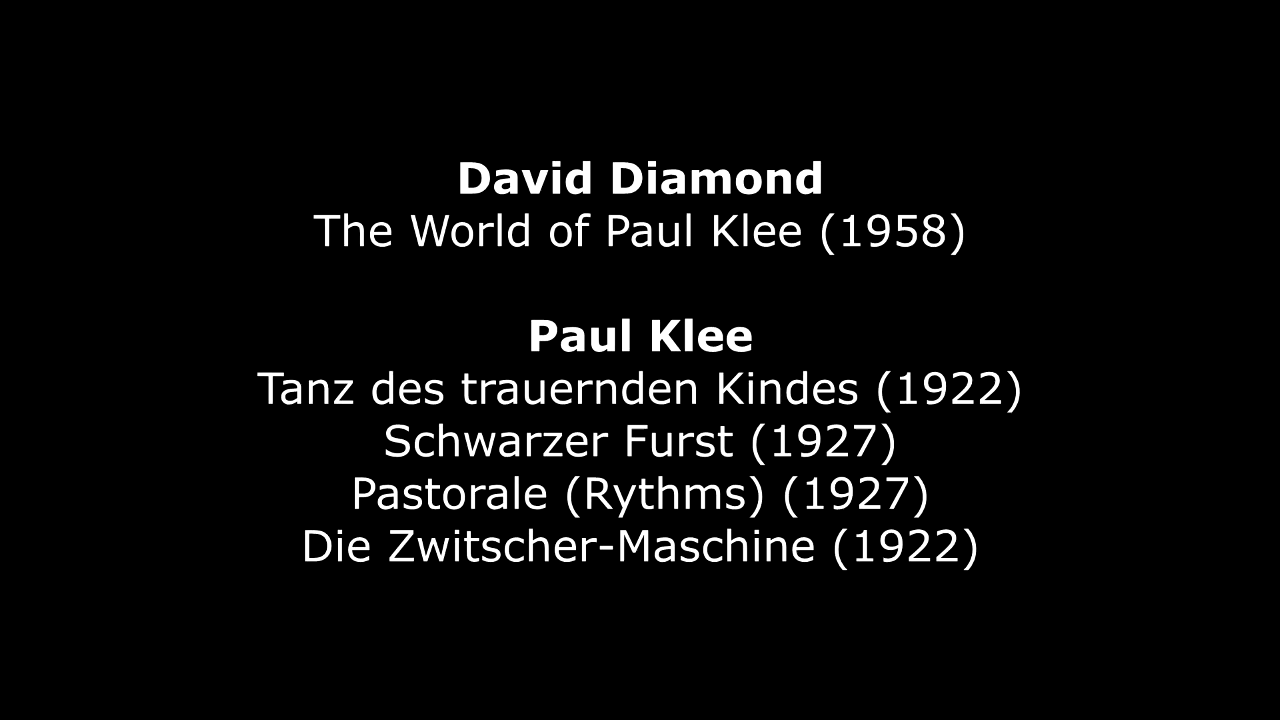 David Diamond
The World of Paul Klee (1958)
Paul Klee
Tanz des trauernden Kindes (1922)
Schwarzer Furst (1927)
Pastorale (Rythms) (1927)
Die Zwitscher-Maschine (1922)